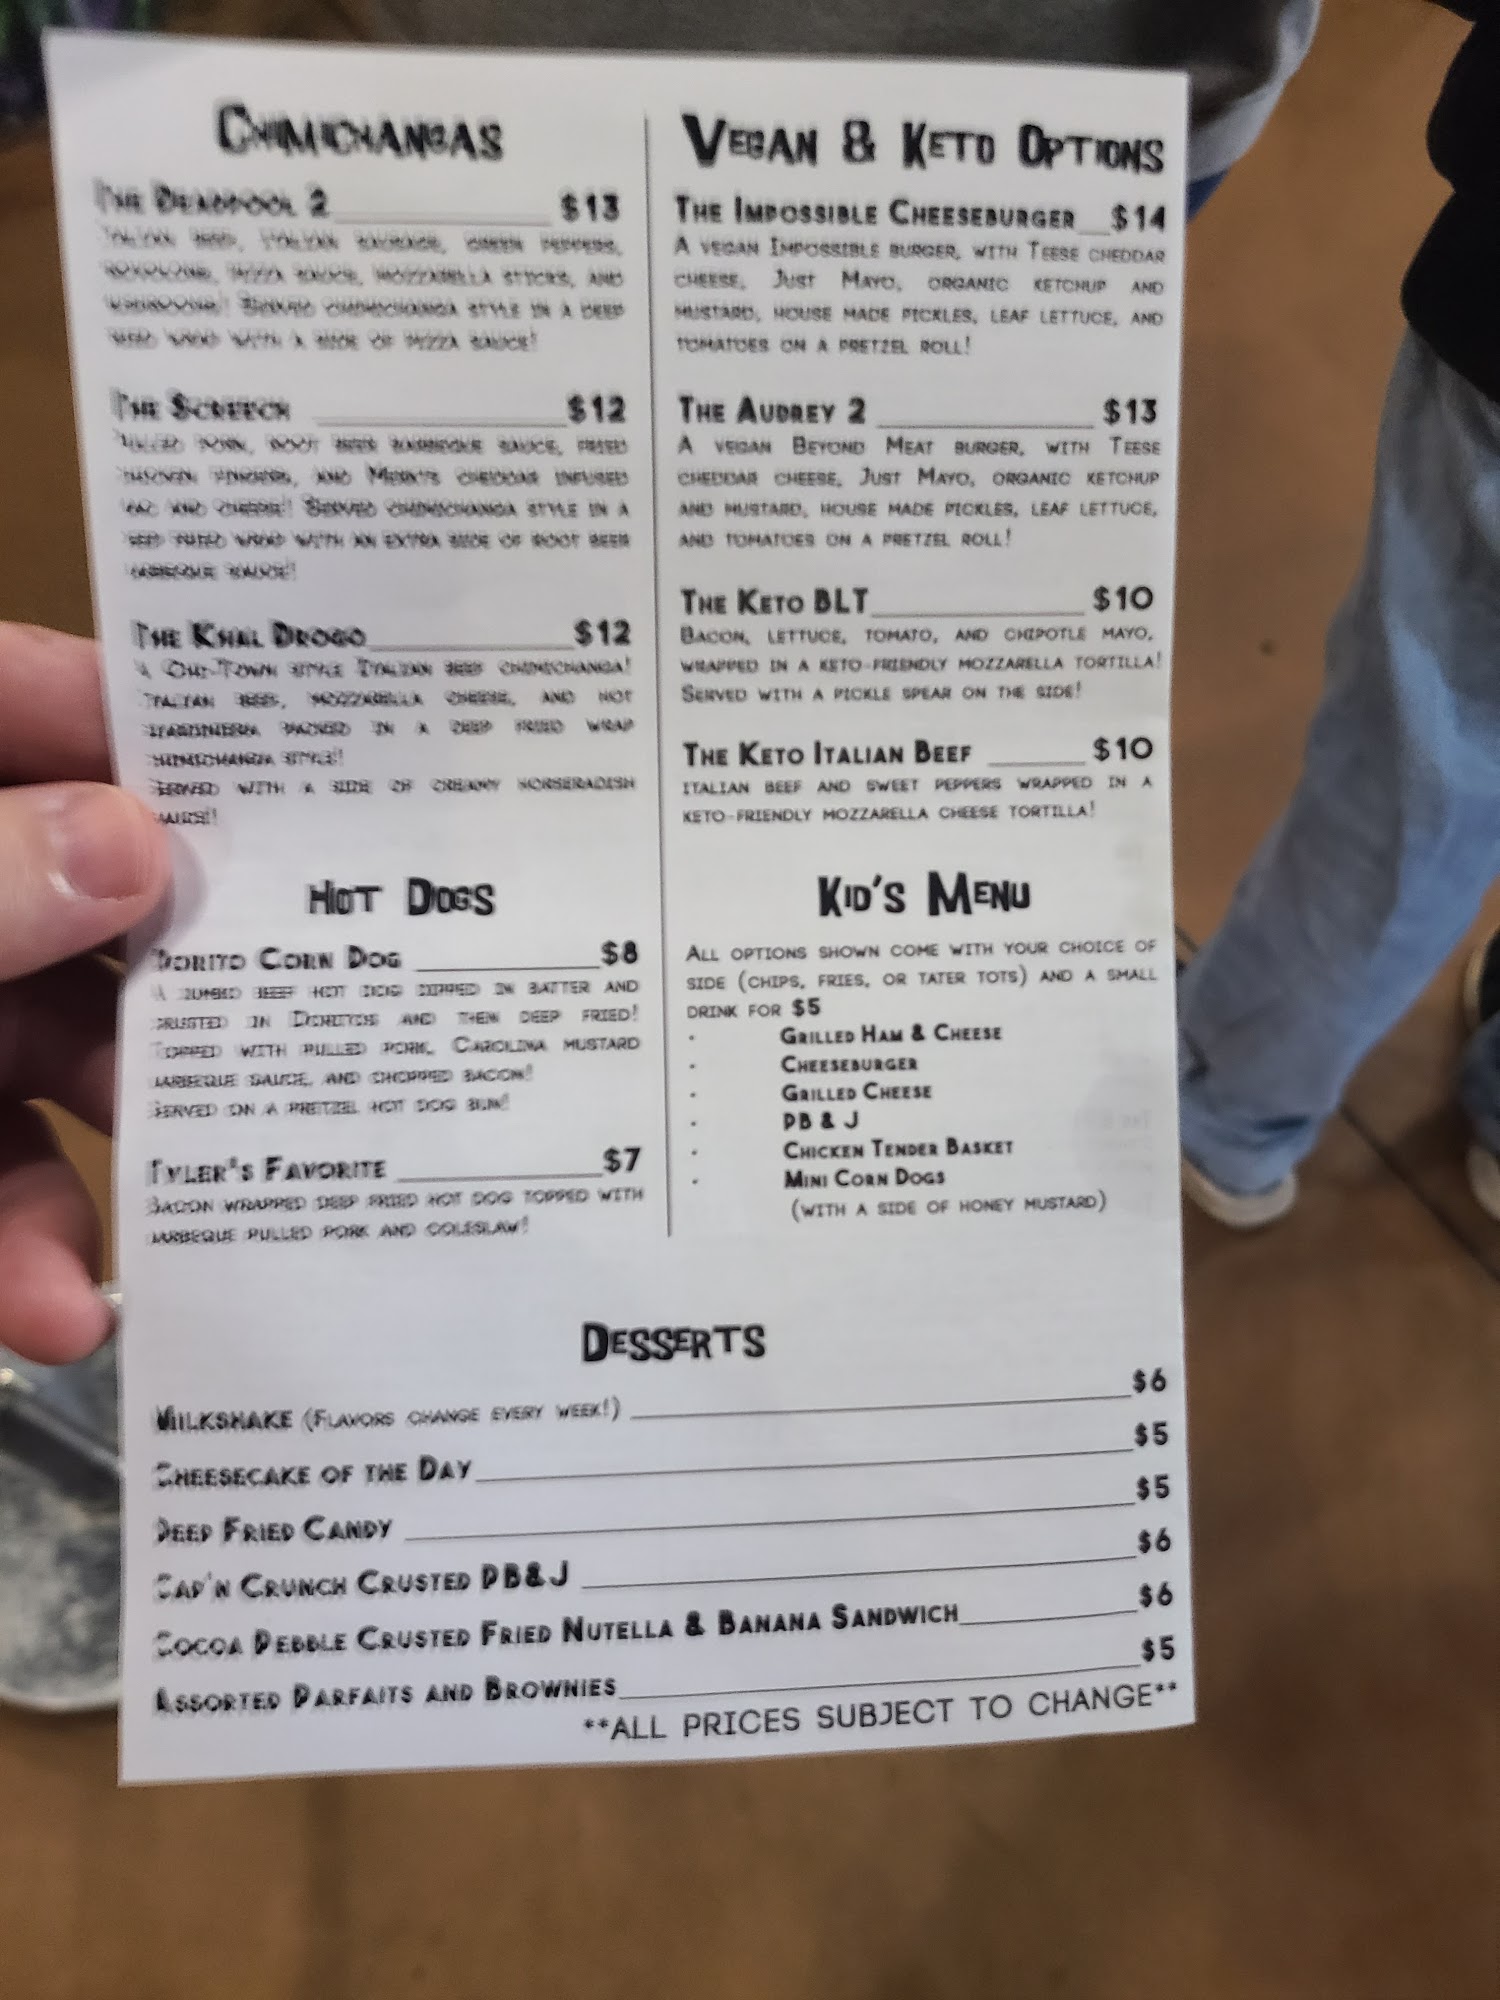 Chimichangas
The Deadpool 2 $13
Italian beef, Italian sausage, green peppers,
pizza sauce, mozzarella sticks, and
Served chimichanga style in a deep
wrap with a side of pizza sauce!
The Screech $12
pulled pork, root beer barbeque sauce, fried
chicken fingers, and Merk's cheddar infused
mac and cheese! Served chimichanga style in a
deep fried wrap with an extra side of root beer
barbeque sauce!
The Khal Drogo $12
A Chi-Town style Italian beef chimichanga!
Italian beef, mozzarella cheese, and hot
giardiniera packed in a deep fried wrap
chimichanga style!
Served with a side of creamy horseradish
Hot Dogs
Dorito Corn Dog $8
A jumbo beef hot dog dipped in batter and
crusted in Doritos and then deep fried!
Topped with pulled pork, Carolina mustard
barbeque sauce, and chopped bacon!
Served on a pretzel hot dog bun!
Tyler's Favorite $7
Bacon wrapped deep fried hot dog topped with
barbeque pulled pork and coleslaw!
Vegan & Keto Options
The Impossible Cheeseburger $14
A vegan Impossible burger, with Teese cheddar
cheese, Just Mayo, organic ketchup and
mustard, house made pickles, leaf lettuce, and
tomatoes on a pretzel roll!
The Audrey 2 $13
A vegan Beyond Meat burger, with Teese
cheddar cheese, Just Mayo, organic ketchup
and mustard, house made pickles, leaf lettuce,
and tomatoes on a pretzel roll!
The Keto BLT $10
Bacon, lettuce, tomato, and chipotle mayo,
wrapped in a keto-friendly mozzarella tortilla!
Served with a pickle spear on the side!
The Keto Italian Beef $10
italian beef and sweet peppers wrapped in a
keto-friendly mozzarella cheese tortilla!
Kid's Menu
All options shown come with your choice of
side (chips, fries, or tater tots) and a small
drink for $5
· Grilled Ham & Cheese
· Cheeseburger
· Grilled Cheese
· PB & J
· Chicken Tender Basket
· Mini Corn Dogs
(with a side of honey mustard)
Desserts
Milkshake (Flavors change every week!) $6
Cheesecake of the Day $5
Deep Fried Candy $5
Cap'n Crunch Crusted PB&J $6
Cocoa Pebble Crusted Fried Nutella & Banana Sandwich $6
Assorted Parfaits and Brownies $5
**ALL PRICES SUBJECT TO CHANGE**